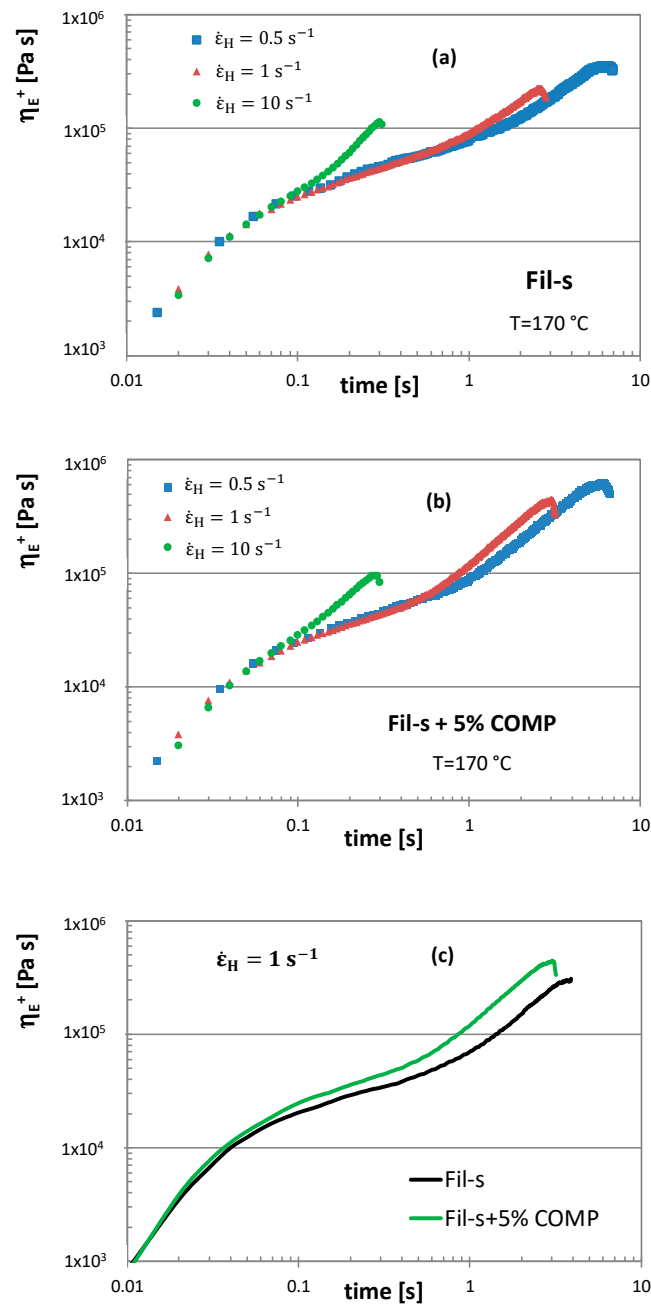 1x10⁶
ε̇H = 0.5 s⁻¹
(a)
ε̇H = 1 s⁻¹
ε̇H = 10 s⁻¹
1x10⁵
ηE⁺ [Pa s]
1x10⁴
Fil-s
T=170 °C
1x10³
0.01
0.1
1
10
time [s]
1x10⁶
ε̇H = 0.5 s⁻¹
(b)
ε̇H = 1 s⁻¹
ε̇H = 10 s⁻¹
1x10⁵
ηE⁺ [Pa s]
1x10⁴
Fil-s + 5% COMP
T=170 °C
1x10³
0.01
0.1
1
10
time [s]
1x10⁶
ε̇H = 1 s⁻¹
(c)
ηE⁺ [Pa s]
1x10⁵
1x10⁴
Fil-s
Fil-s+5% COMP
1x10³
0.01
0.1
1
10
time [s]